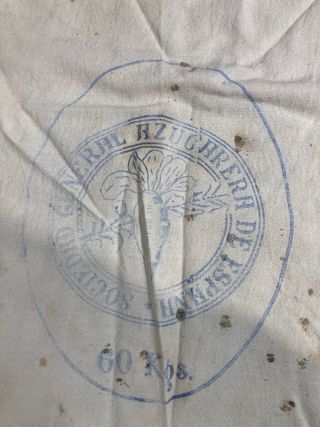 SOCIEDAD GENERAL AZUCARERA DE ESPAÑA
60 Kgs.